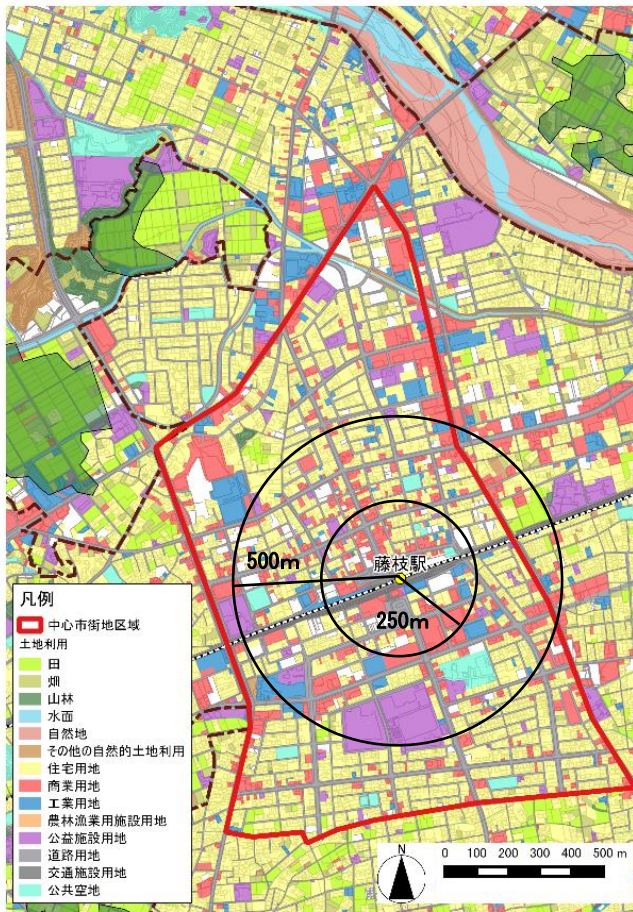 藤枝駅
500m
250m
凡例
中心市街地区域
土地利用
田
畑
山林
水面
自然地
その他の自然的土地利用
住宅用地
商業用地
工業用地
農林漁業用施設用地
公益施設用地
道路用地
交通施設用地
公共空地
N
0 100 200 300 400 500 m